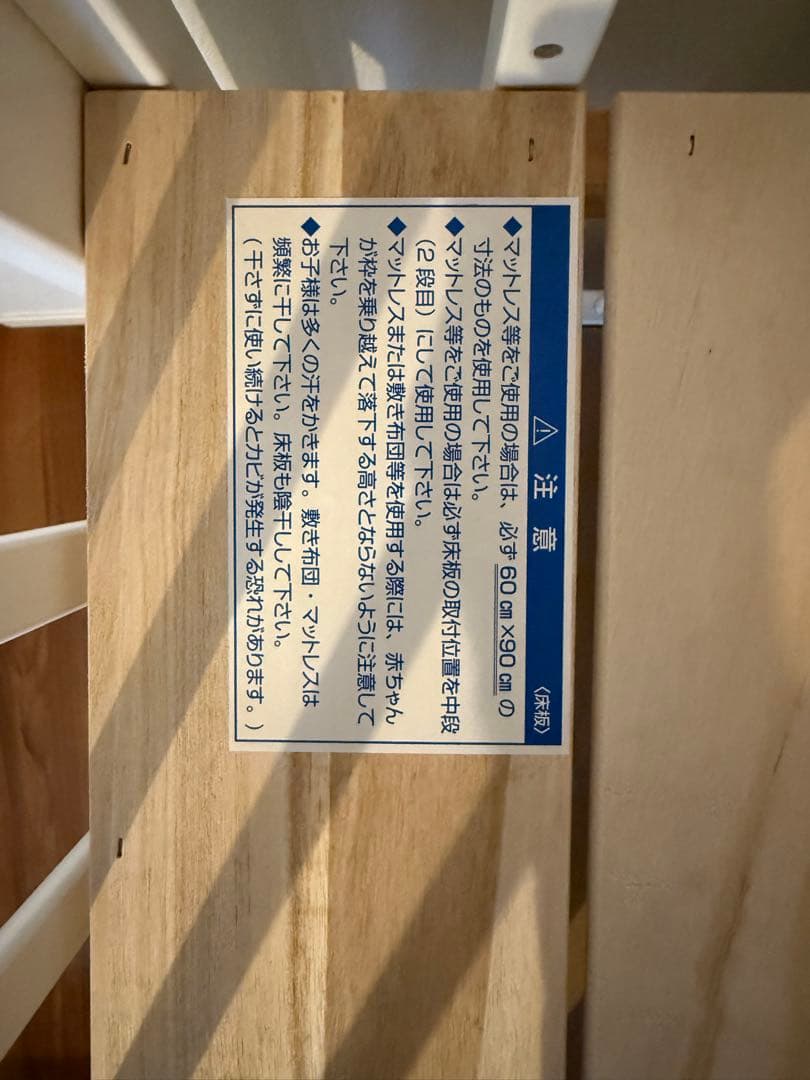 ⚠ 注 意
〈床板〉
◆マットレス等をご使用の場合は、必ず60㎝×90㎝の
寸法のものを使用して下さい。
◆マットレス等をご使用の場合は必ず床板の取付位置を中段
(2 段目) にして使用して下さい。
◆マットレスまたは敷き布団等を使用する際には、赤ちゃん
が枠を乗り越えて落下する高さとならないように注意して
下さい。
◆お子様は多くの汗をかきます。敷き布団・マットレスは
頻繁に干して下さい。床板も陰干しして下さい。
(干さずに使い続けるとカビが発生する恐れがあります。)